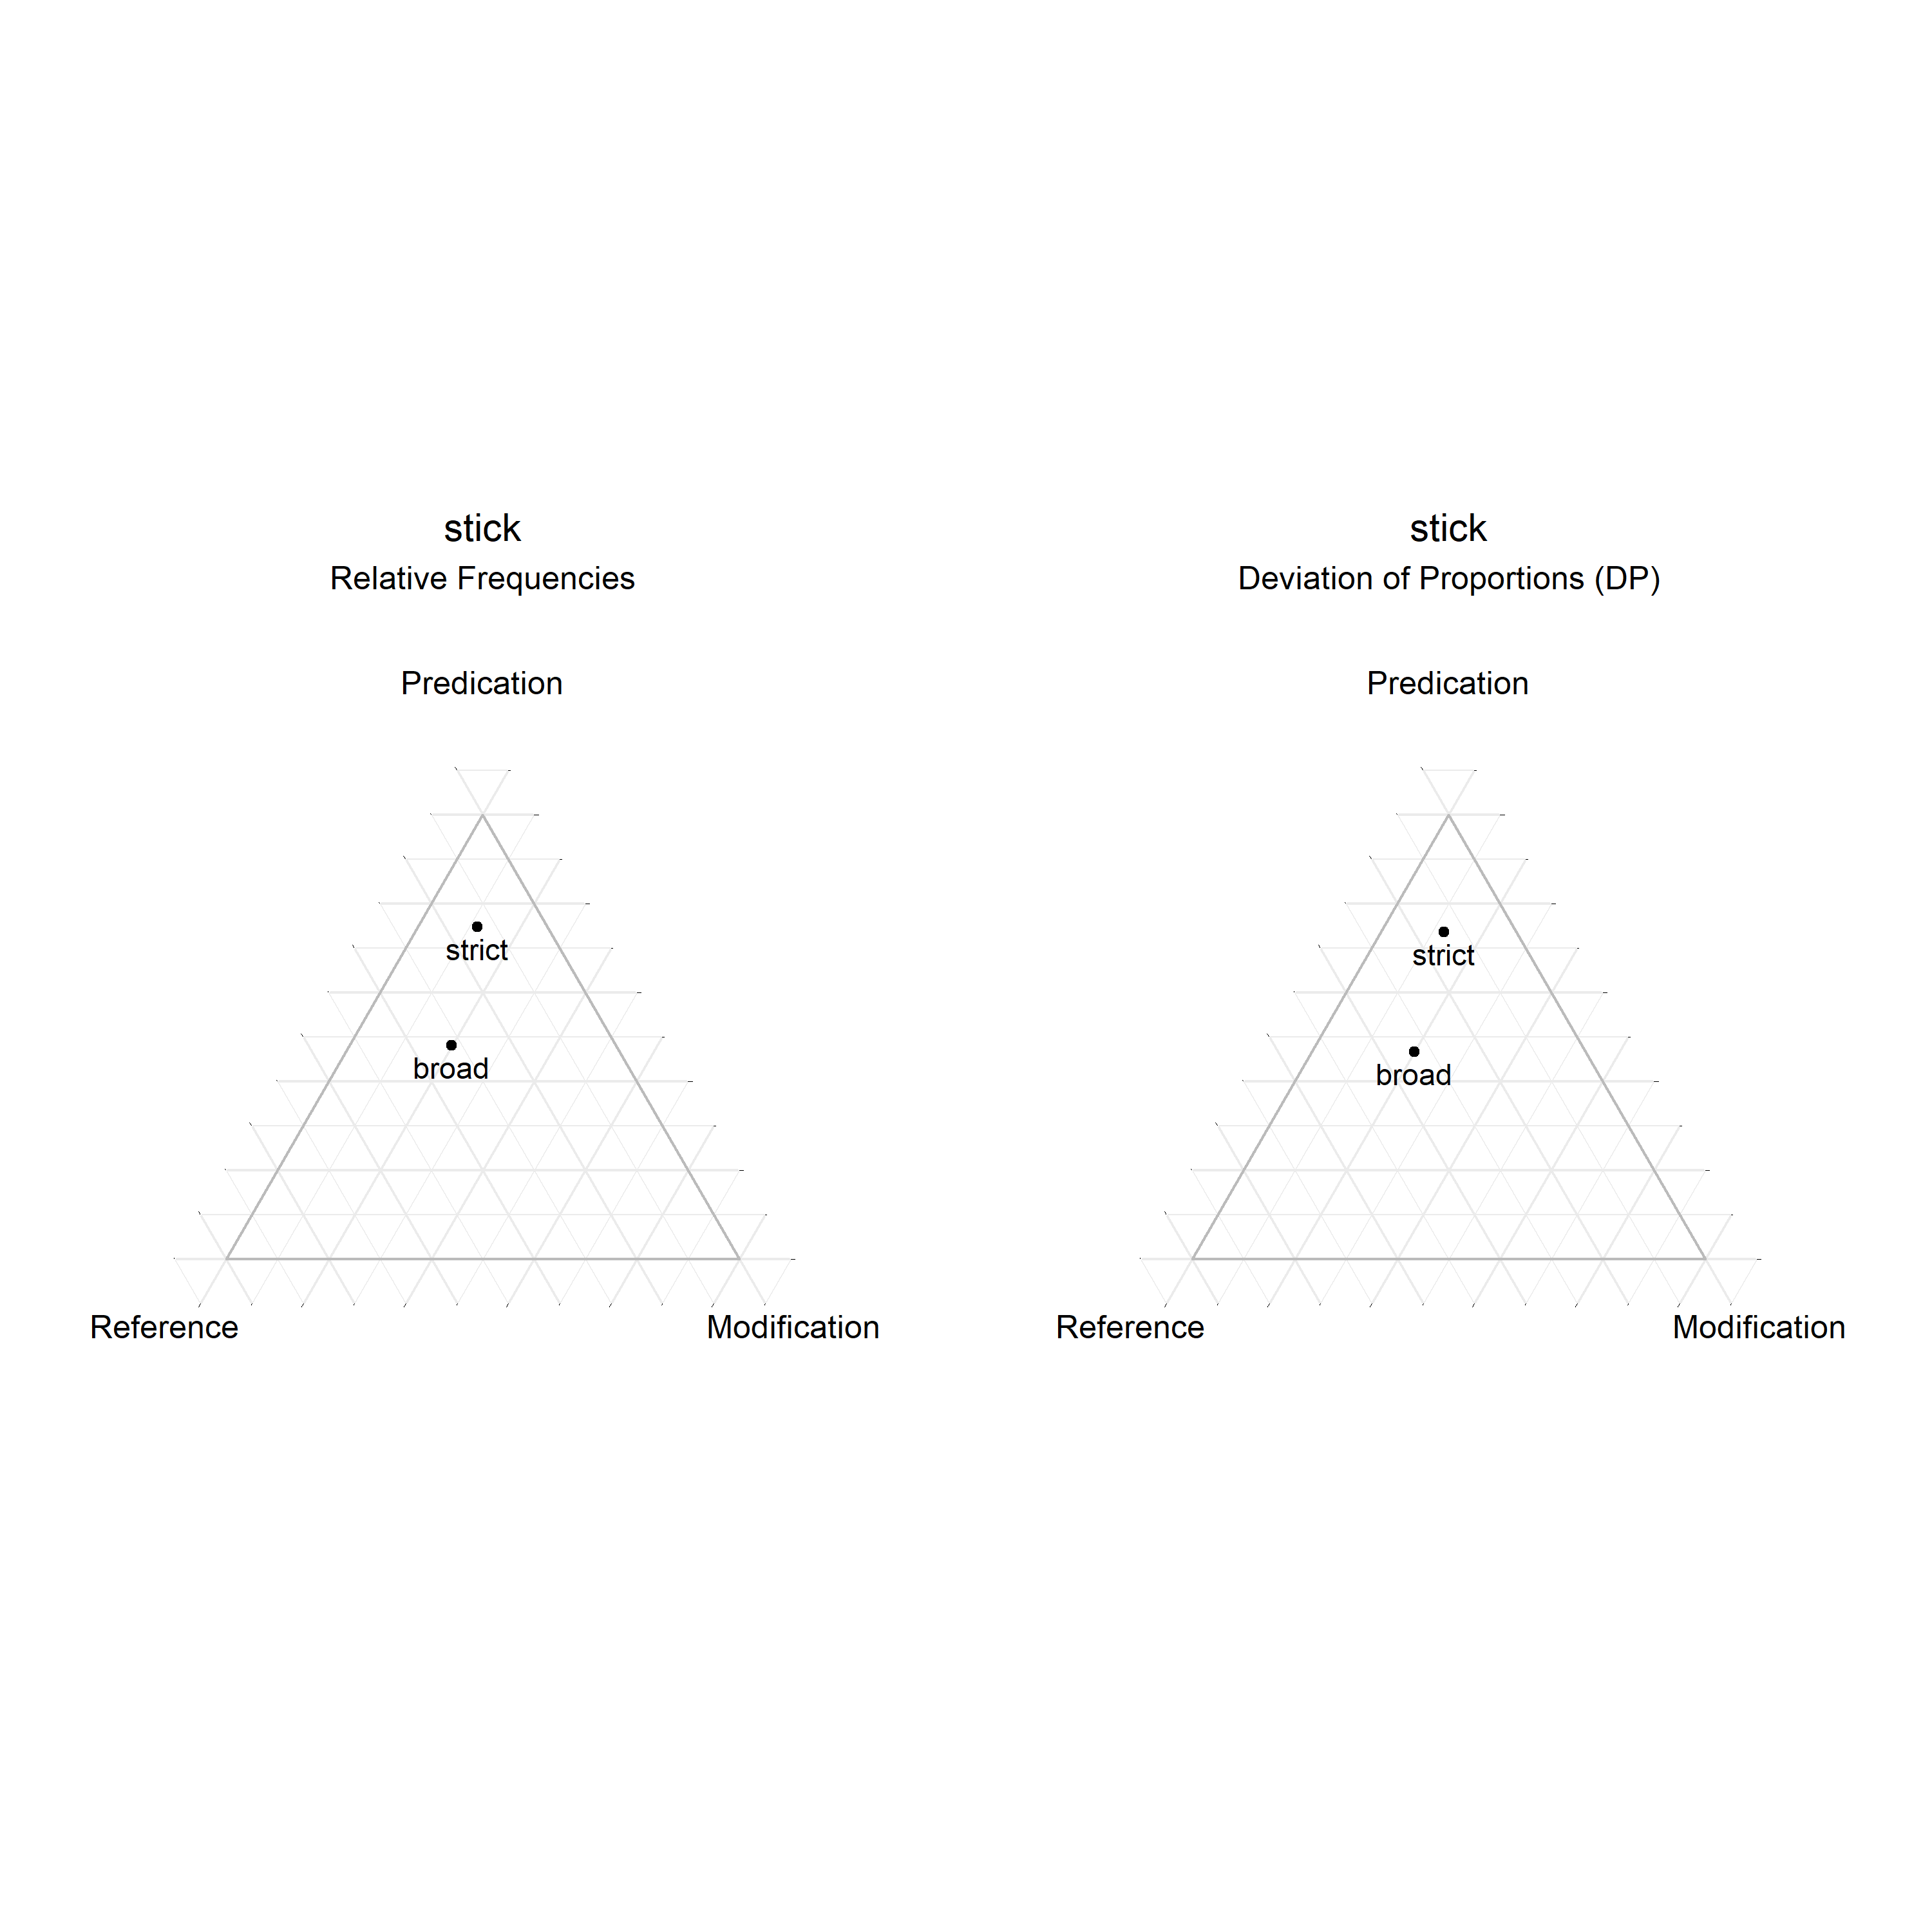 stick
Relative Frequencies
Predication
strict
broad
Reference
Modification
stick
Deviation of Proportions (DP)
Predication
strict
broad
Reference
Modification